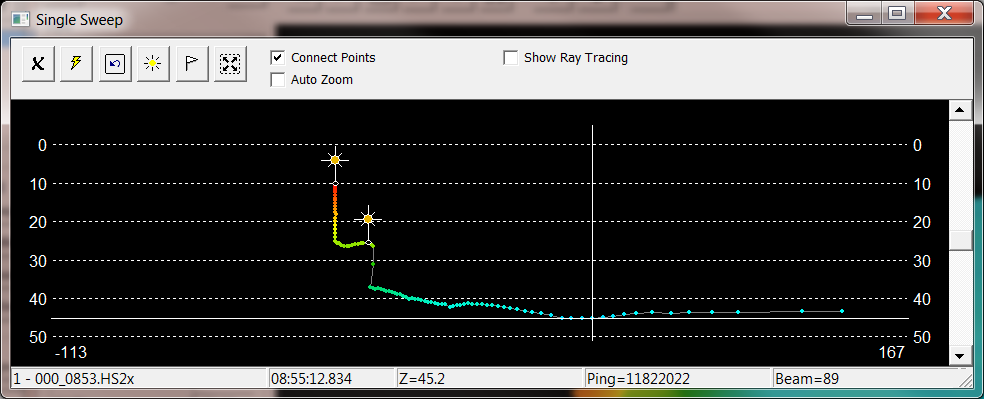 Single Sweep
Connect Points
Show Ray Tracing
Auto Zoom
0 0
10 10
20 20
30 30
40 40
50 50
-113 167
1 - 000_0853.HS2x 08:55:12.834 Z=45.2 Ping=11822022 Beam=89